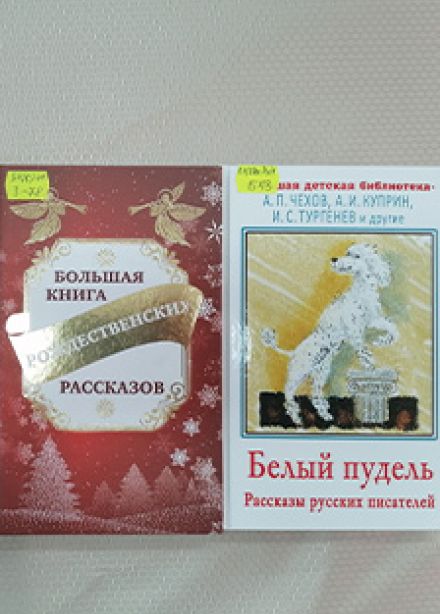 БОЛЬШАЯ
КНИГА
РОЖДЕСТВЕНСКИХ
РАССКАЗОВ
детская библиотека
А. П. ЧЕХОВ, А. И. КУПРИН,
И. С. ТУРГЕНЕВ и другие
Белый пудель
Рассказы русских писателей